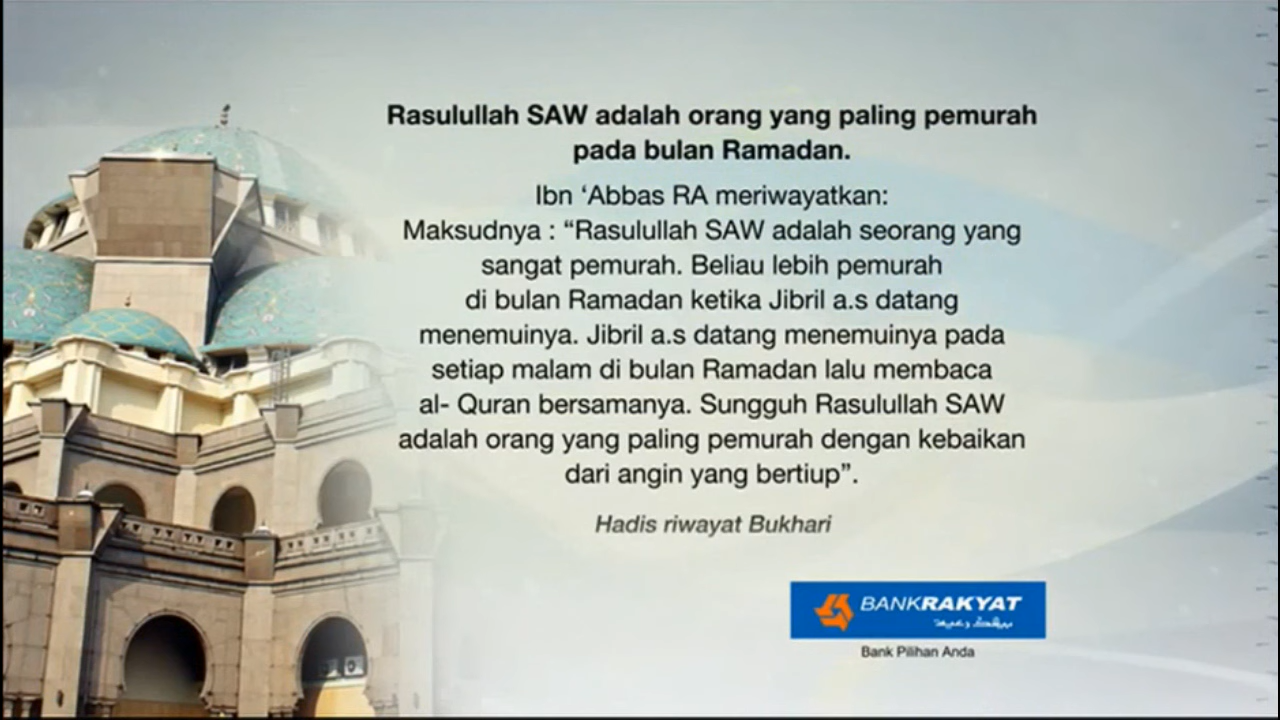 Rasulullah SAW adalah orang yang paling pemurah
pada bulan Ramadan.
Ibn ‘Abbas RA meriwayatkan:
Maksudnya : “Rasulullah SAW adalah seorang yang
sangat pemurah. Beliau lebih pemurah
di bulan Ramadan ketika Jibril a.s datang
menemuinya. Jibril a.s datang menemuinya pada
setiap malam di bulan Ramadan lalu membaca
al- Quran bersamanya. Sungguh Rasulullah SAW
adalah orang yang paling pemurah dengan kebaikan
dari angin yang bertiup”.
Hadis riwayat Bukhari
BANKRAKYAT
Bank Pilihan Anda